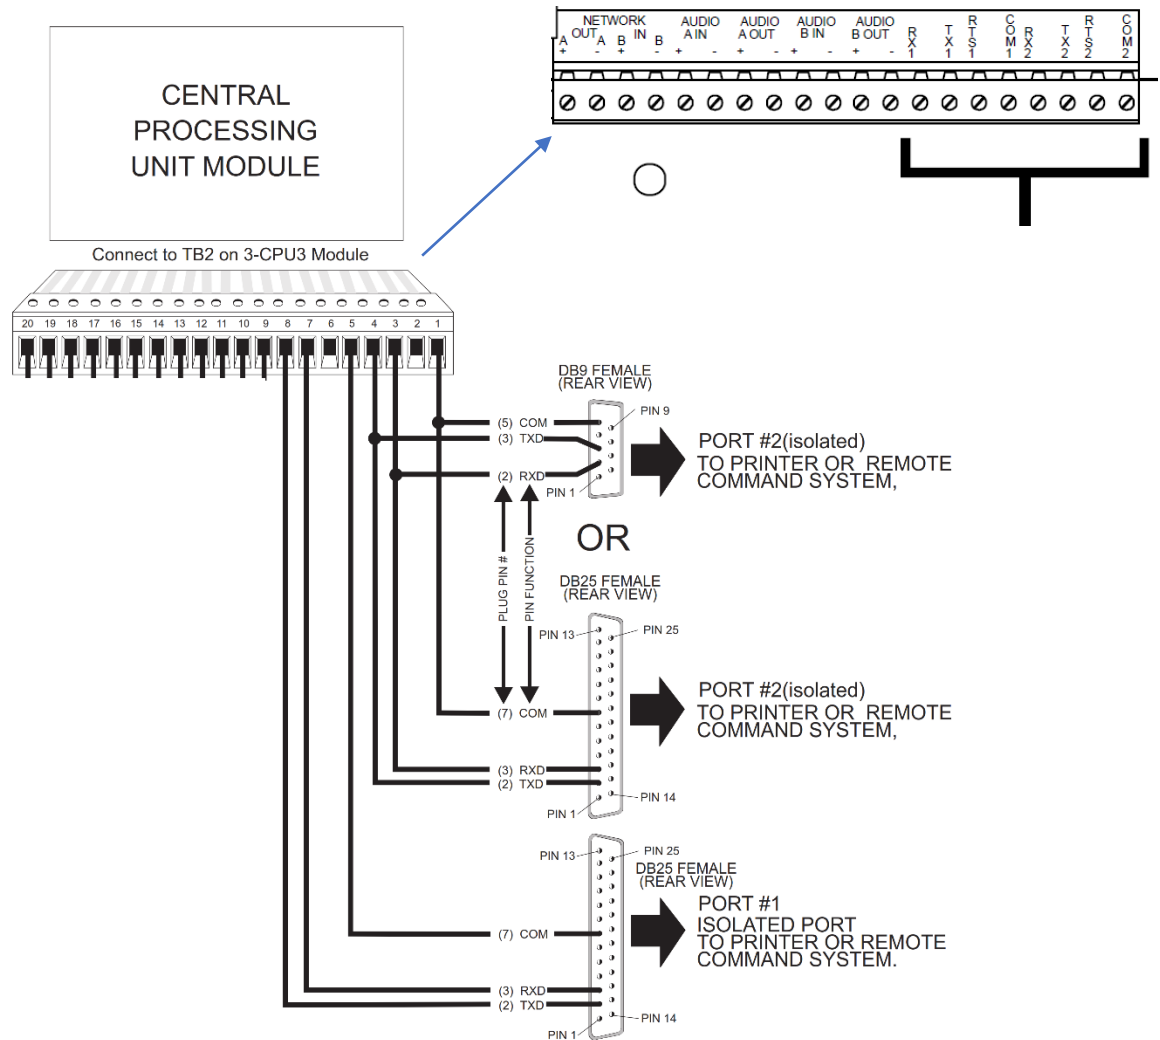 NETWORK
OUT IN
A A B B
+ - + -
AUDIO
A IN
+ -
AUDIO
A OUT
+ -
AUDIO
B IN
+ -
AUDIO
B OUT
+ -
RX1
TX1
RTS1
COM1
RX2
TX2
RTS2
COM2
CENTRAL
PROCESSING
UNIT MODULE
Connect to TB2 on 3-CPU3 Module
20 19 18 17 16 15 14 13 12 11 10 9 8 7 6 5 4 3 2 1
DB9 FEMALE
(REAR VIEW)
PIN 9
(5) COM
(3) TXD
(2) RXD
PIN 1
PORT #2(isolated)
TO PRINTER OR REMOTE
COMMAND SYSTEM,
OR
PLUG PIN #
PIN FUNCTION
DB25 FEMALE
(REAR VIEW)
PIN 13
PIN 25
(7) COM
(3) RXD
(2) TXD
PIN 1
PIN 14
PORT #2(isolated)
TO PRINTER OR REMOTE
COMMAND SYSTEM,
PIN 13
PIN 25
DB25 FEMALE
(REAR VIEW)
(7) COM
(3) RXD
(2) TXD
PIN 1
PIN 14
PORT #1
ISOLATED PORT
TO PRINTER OR REMOTE
COMMAND SYSTEM.